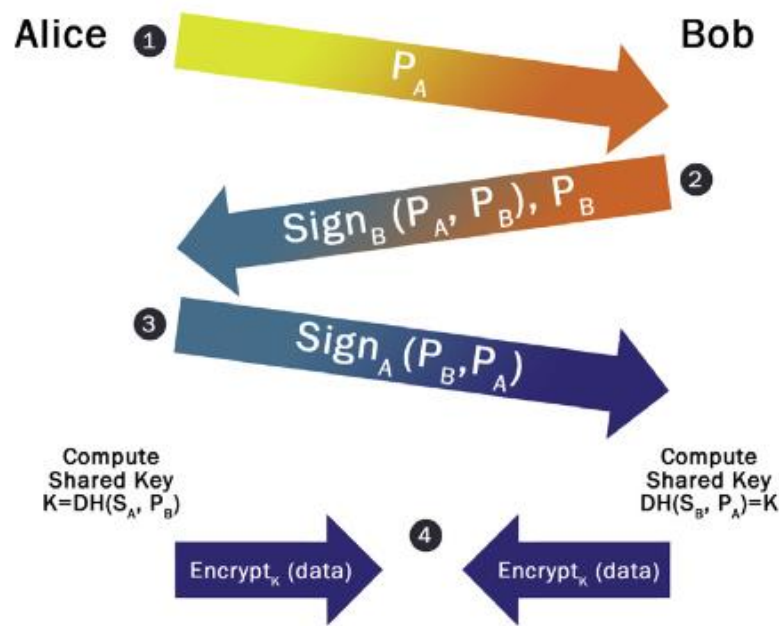 Alice
Bob
1
P_A
2
Sign_B (P_A, P_B), P_B
3
Sign_A (P_B,P_A)
Compute
Shared Key
K=DH(S_A, P_B)
Compute
Shared Key
DH(S_B, P_A)=K
4
Encrypt_K (data)
Encrypt_K (data)